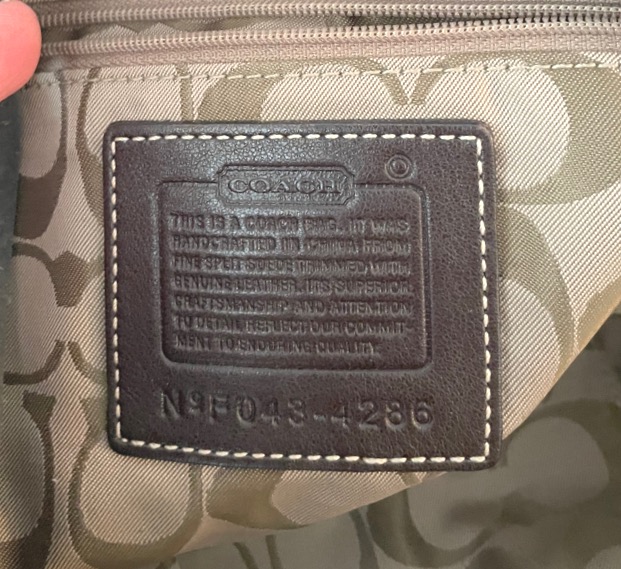 COACH
THIS IS A COACH BAG. IT WAS
HANDCRAFTED IN CHINA FROM
FINE SPLIT SUEDE TRIMMED WITH
GENUINE LEATHER. ITS SUPERIOR
CRAFTSMANSHIP AND ATTENTION
TO DETAIL REFLECT OUR COMMIT-
MENT TO ENDURING QUALITY.
Nº F043-4286